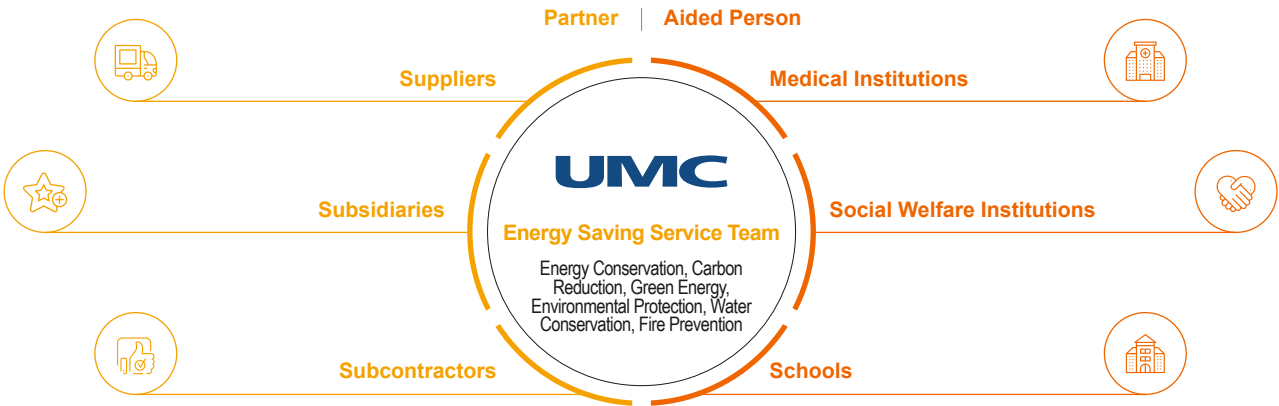 Partner | Aided Person
Suppliers
Medical Institutions
UMC
Subsidiaries
Social Welfare Institutions
Energy Saving Service Team
Energy Conservation, Carbon
Reduction, Green Energy,
Environmental Protection, Water
Conservation, Fire Prevention
Subcontractors
Schools